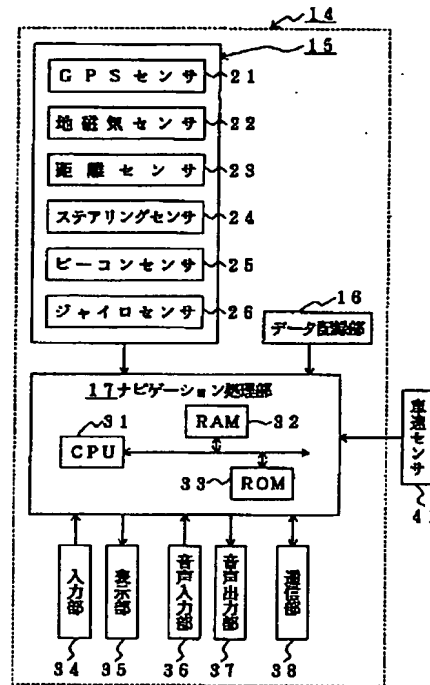 14
15
GPSセンサ 21
地磁気センサ 22
距離センサ 23
ステアリングセンサ 24
ビーコンセンサ 25
ジャイロセンサ 26
16
データ記録部
17 ナビゲーション処理部
31
RAM 32
CPU
33 ROM
車速センサ
4
入力部
表示部
音声入力部
音声出力部
通信部
34 35 36 37 38